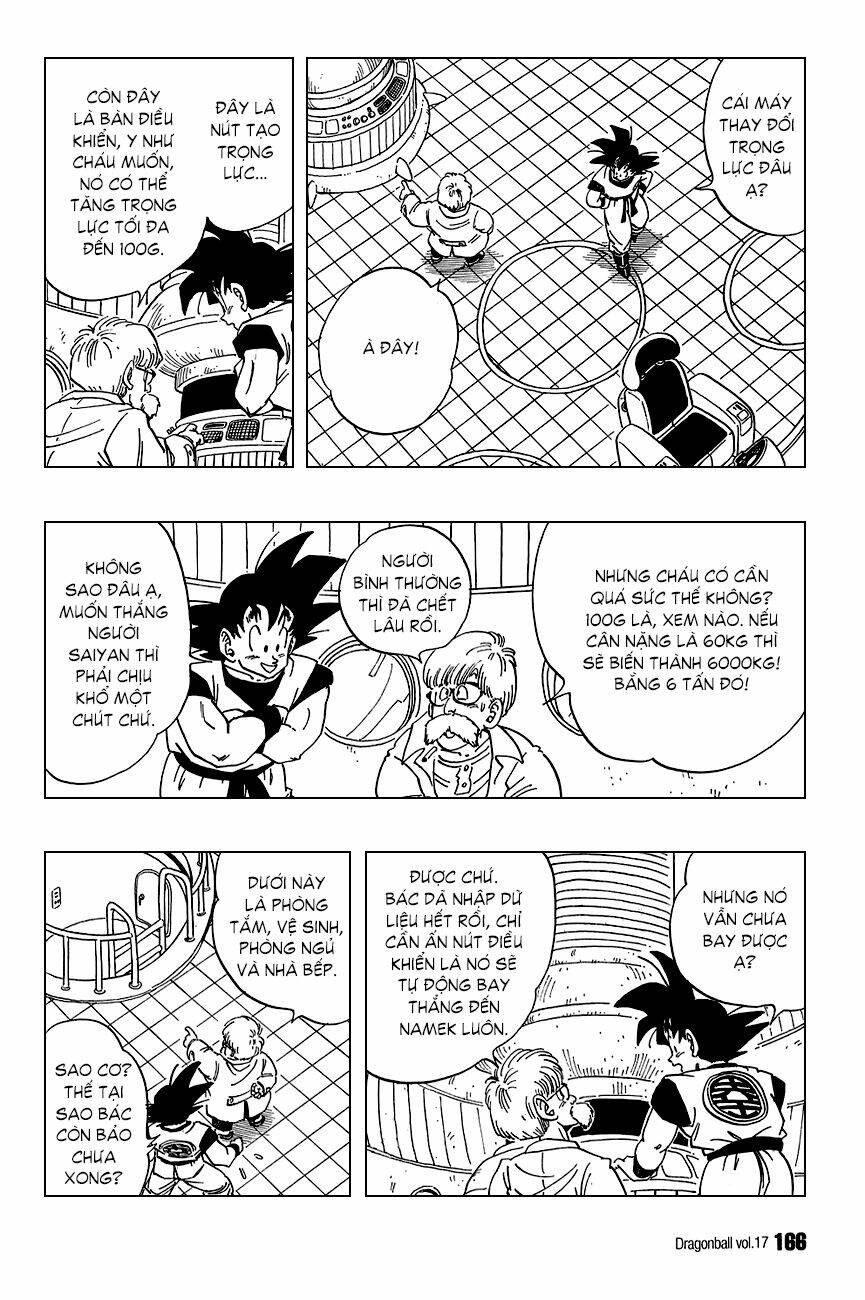 CÁI MÁY
THAY ĐỔI
TRỌNG
LỰC ĐÂU
Ạ?
À ĐÂY!
ĐÂY LÀ
NÚT TẠO
TRỌNG
LỰC...
CÒN ĐÂY
LÀ BÀN ĐIỀU
KHIỂN, Y NHƯ
CHÁU MUỐN,
NÓ CÓ THỂ
TĂNG TRỌNG
LỰC TỐI ĐA
ĐẾN 100G.
NHƯNG CHÁU CÓ CẦN
QUÁ SỨC THẾ KHÔNG?
100G LÀ, XEM NÀO. NẾU
CÂN NẶNG LÀ 60KG THÌ
SẼ BIẾN THÀNH 6000KG!
BẰNG 6 TẤN ĐÓ!
NGƯỜI
BÌNH THƯỜNG
THÌ ĐÃ CHẾT
LÂU RỒI.
KHÔNG
SAO ĐÂU Ạ,
MUỐN THẮNG
NGƯỜI
SAIYAN THÌ
PHẢI CHỊU
KHỔ MỘT
CHÚT CHỨ.
NHƯNG NÓ
VẪN CHƯA
BAY ĐƯỢC
Ạ?
ĐƯỢC CHỨ.
BÁC DÃ NHẬP DỮ
LIỆU HẾT RỒI, CHỈ
CẦN ẤN NÚT ĐIỀU
KHIỂN LÀ NÓ SẼ
TỰ ĐỘNG BAY
THẲNG ĐẾN
NAMEK LUÔN.
DƯỚI NÀY
LÀ PHÒNG
TẮM, VỆ SINH,
PHÒNG NGỦ
VÀ NHÀ BẾP.
SAO CƠ?
THẾ TẠI
SAO BÁC
CÒN BẢO
CHƯA
XONG?
Dragonball vol.17 166